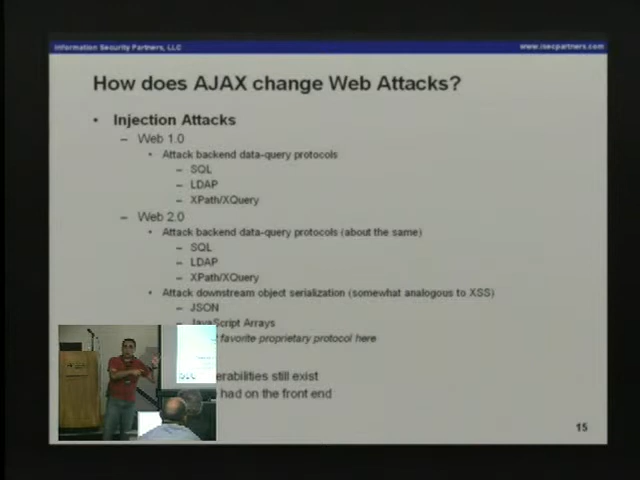 Information Security Partners, LLC
www.isecpartners.com
How does AJAX change Web Attacks?
• Injection Attacks
– Web 1.0
• Attack backend data-query protocols
– SQL
– LDAP
– XPath/XQuery
– Web 2.0
• Attack backend data-query protocols (about the same)
– SQL
– LDAP
– XPath/XQuery
• Attack downstream object serialization (somewhat analogous to XSS)
– JSON
JavaScript Arrays
favorite proprietary protocol here
erabilities still exist
had on the front end
15